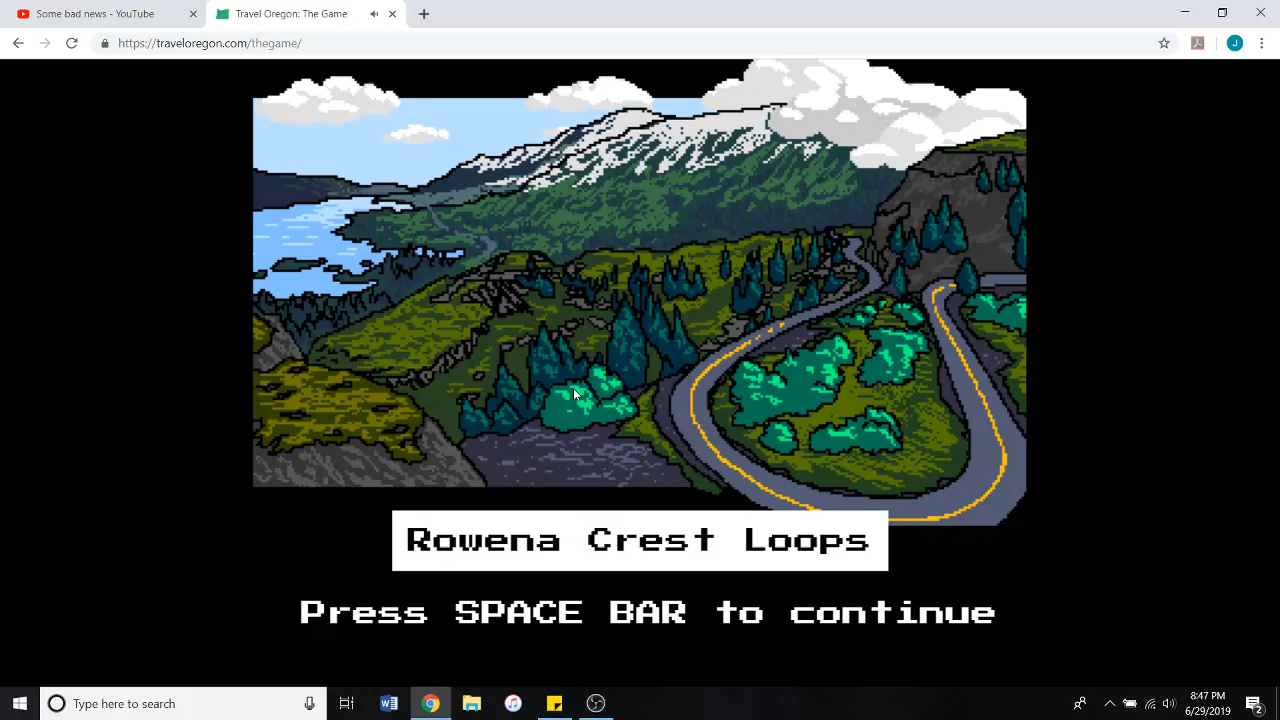 Some bad news - YouTube
Travel Oregon: The Game
https://traveloregon.com/thegame/
J
Rowena Crest Loops
Press SPACE BAR to continue
Type here to search
8:47 PM
6/29/2019
2